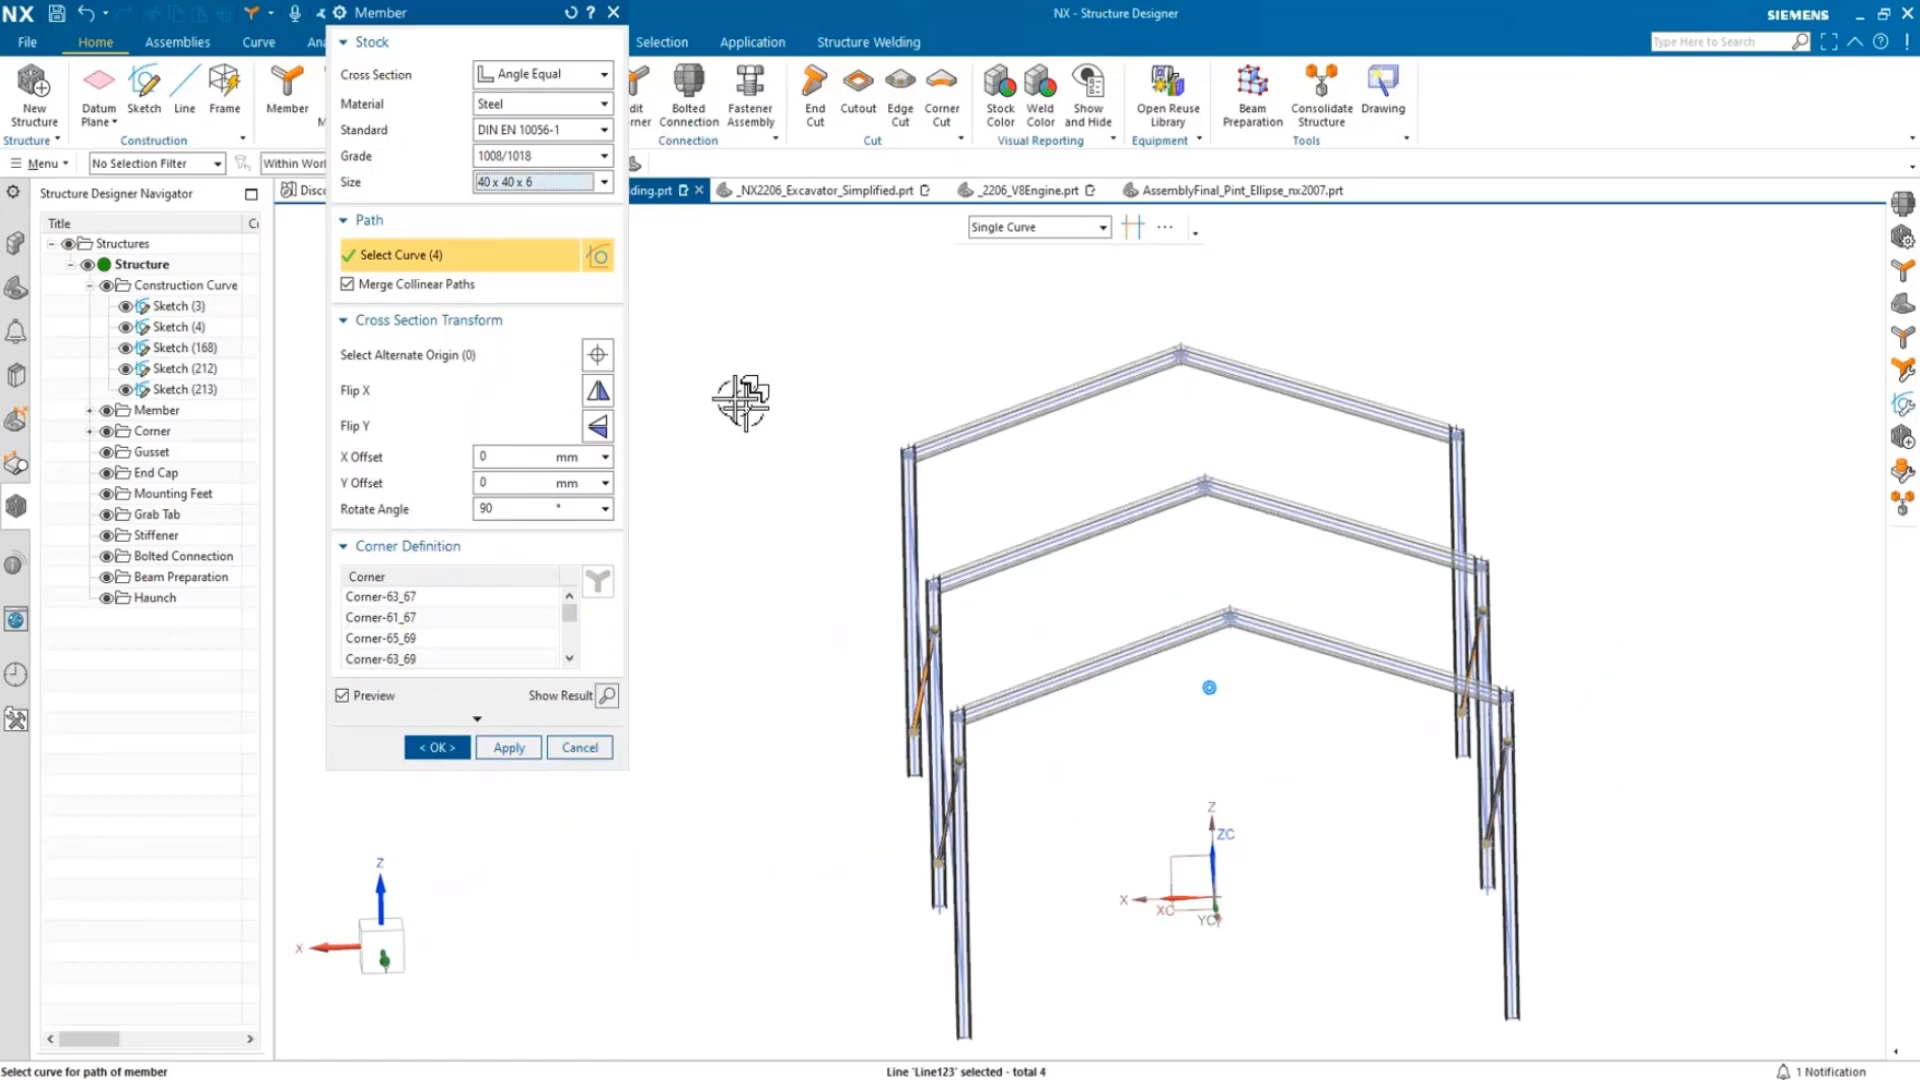 NX
Member
NX - Structure Designer
SIEMENS
File
Home
Assemblies
Curve
Selection
Application
Structure Welding
Type Here to Search
New Structure
Datum Plane
Sketch
Line
Frame
Member
Bolted Connection
Fastener Assembly
End Cut
Cutout
Edge Cut
Corner Cut
Stock Color
Weld Color
Show and Hide
Open Reuse Library
Beam Preparation
Consolidate Structure
Drawing
Structure
Construction
Connection
Cut
Visual Reporting
Equipment
Tools
Menu
No Selection Filter
Stock
Cross Section
Angle Equal
Material
Steel
Standard
DIN EN 10056-1
Grade
1008/1018
Size
40 x 40 x 6
Path
Select Curve (4)
Merge Collinear Paths
Cross Section Transform
Select Alternate Origin (0)
Flip X
Flip Y
X Offset
0 mm
Y Offset
0 mm
Rotate Angle
90 °
Corner Definition
Corner
Corner-63_67
Corner-61_67
Corner-65_69
Corner-63_69
Preview
Show Result
< OK >
Apply
Cancel
Structure Designer Navigator
Title
Structures
Structure
Construction Curve
Sketch (3)
Sketch (4)
Sketch (168)
Sketch (212)
Sketch (213)
Member
Corner
Gusset
End Cap
Mounting Feet
Grab Tab
Stiffener
Bolted Connection
Beam Preparation
Haunch
_NX2206_Excavator_Simplified.prt
_2206_V8Engine.prt
AssemblyFinal_Pint_Ellipse_nx2007.prt
Single Curve
Z
ZC
X
XC
YC
Z
X
Select curve for path of member
Line 'Line123' selected - total 4
1 Notification